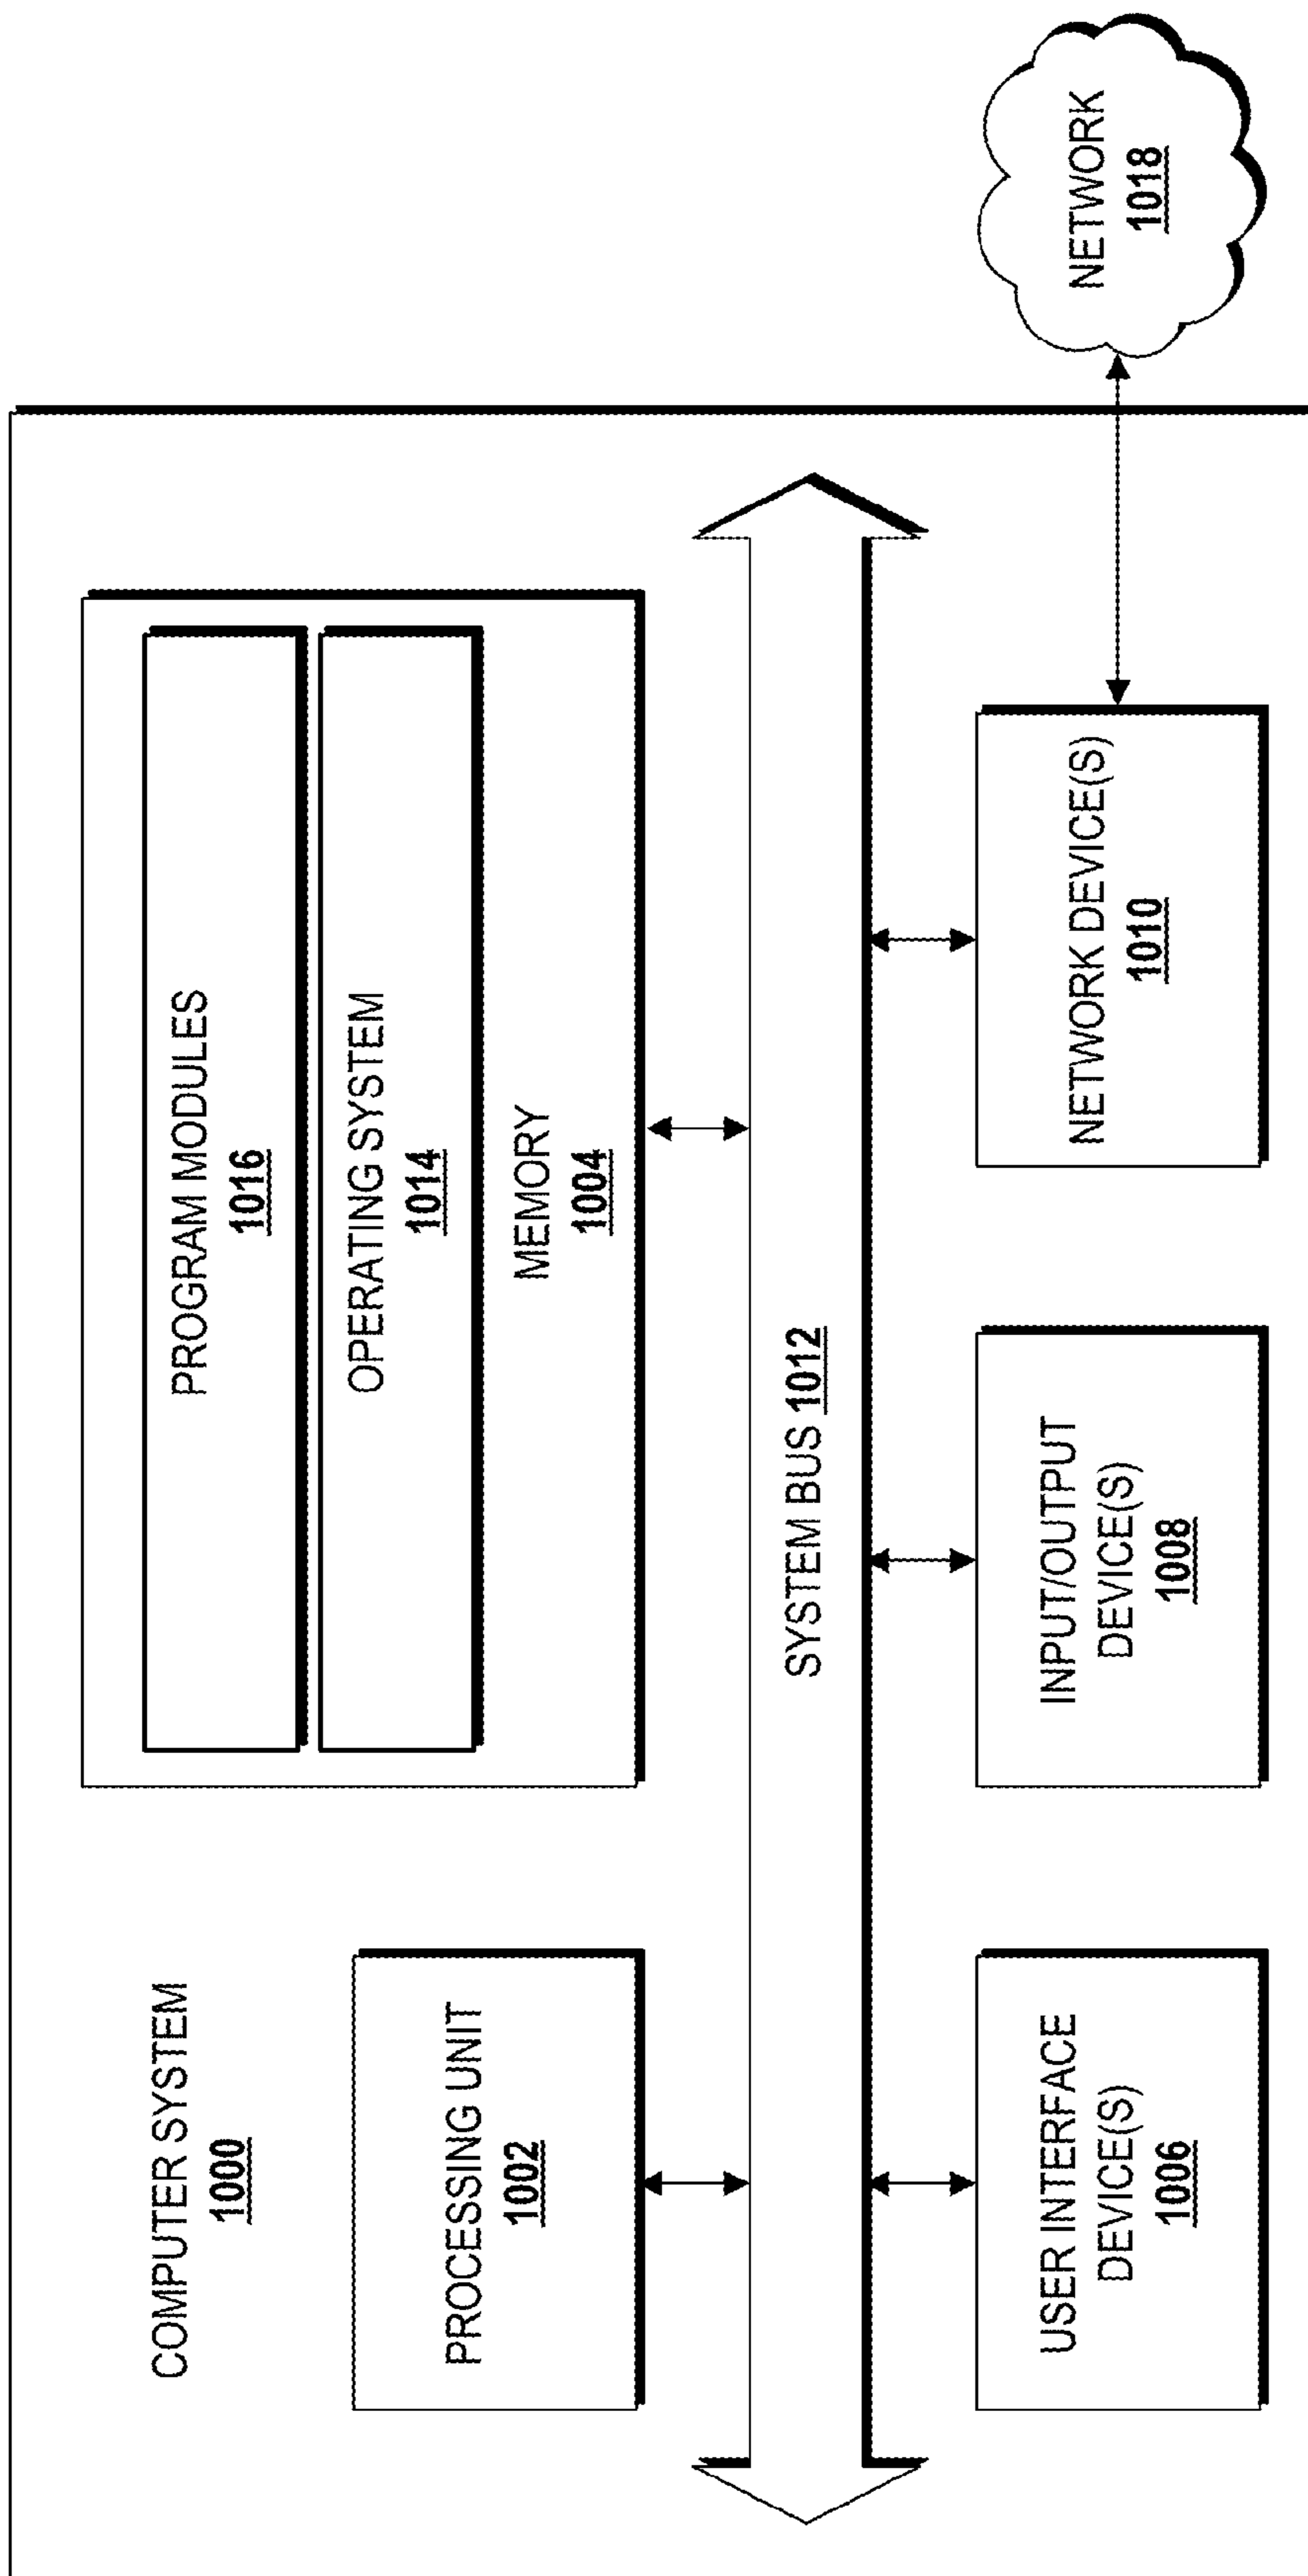 COMPUTER SYSTEM
1000
PROCESSING UNIT
1002
PROGRAM MODULES
1016
OPERATING SYSTEM
1014
MEMORY
1004
SYSTEM BUS 1012
USER INTERFACE
DEVICE(S)
1006
INPUT/OUTPUT
DEVICE(S)
1008
NETWORK DEVICE(S)
1010
NETWORK
1018